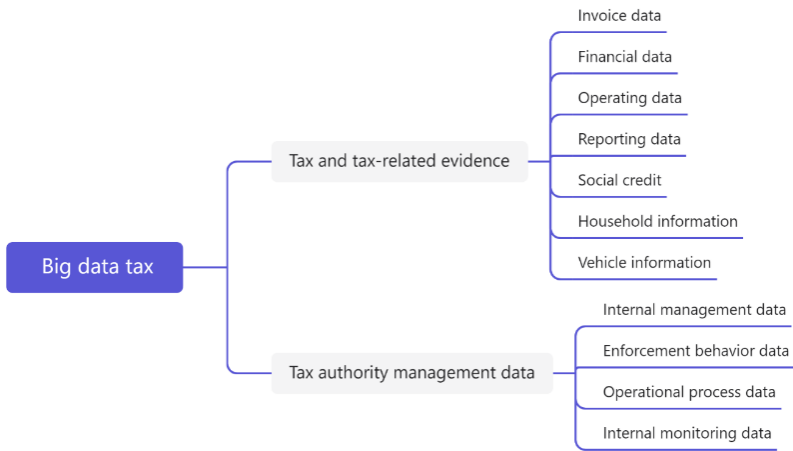 Big data tax
Tax and tax-related evidence
Invoice data
Financial data
Operating data
Reporting data
Social credit
Household information
Vehicle information
Tax authority management data
Internal management data
Enforcement behavior data
Operational process data
Internal monitoring data